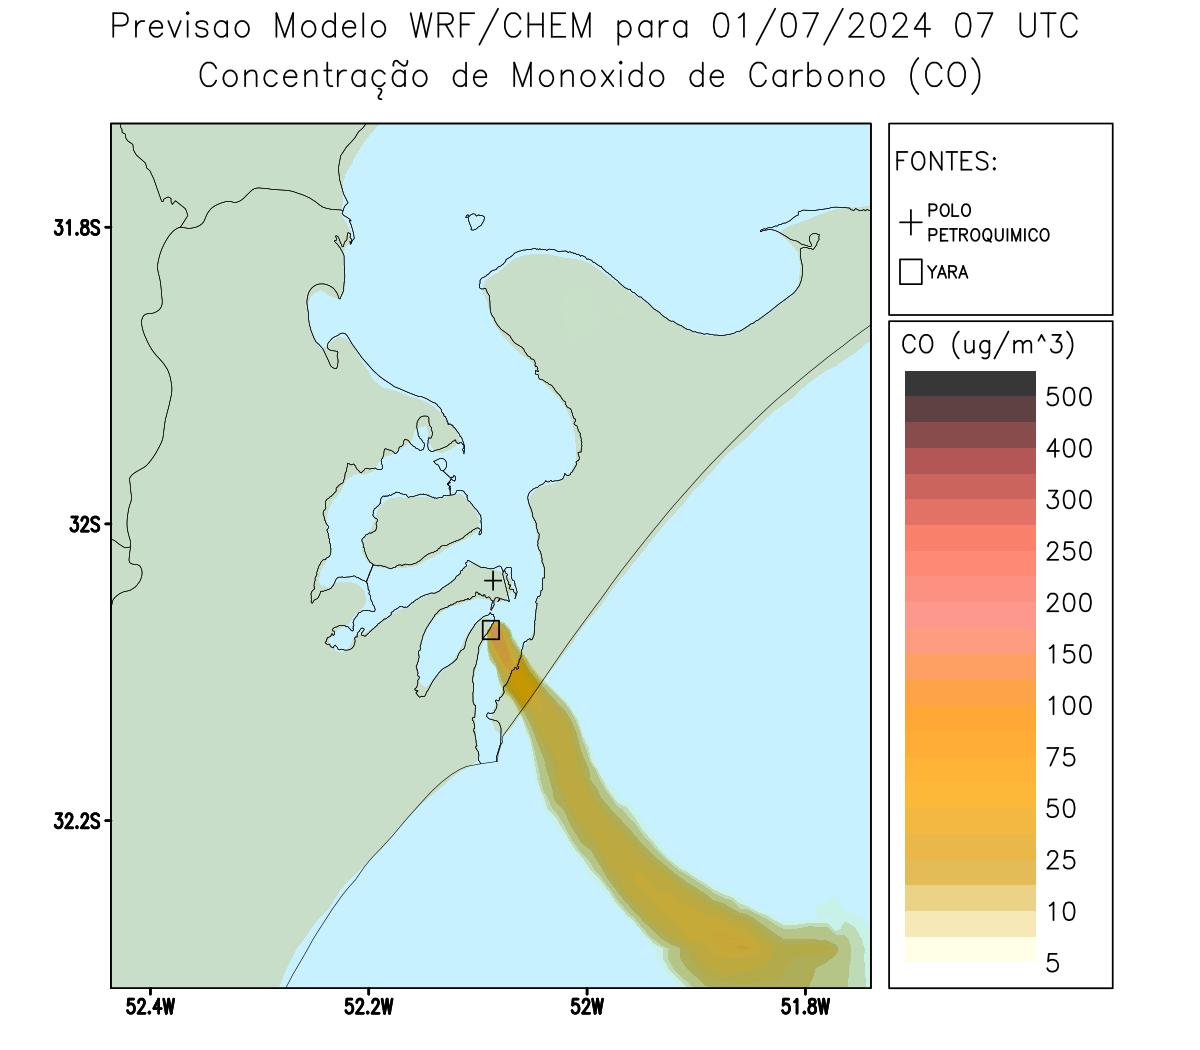 Previsao Modelo WRF/CHEM para 01/07/2024 07 UTC
Concentração de Monoxido de Carbono (CO)
FONTES:
POLO
PETROQUIMICO
YARA
CO (ug/m^3)
500
400
300
250
200
150
100
75
50
25
10
5
31.8S
32S
32.2S
52.4W
52.2W
52W
51.8W